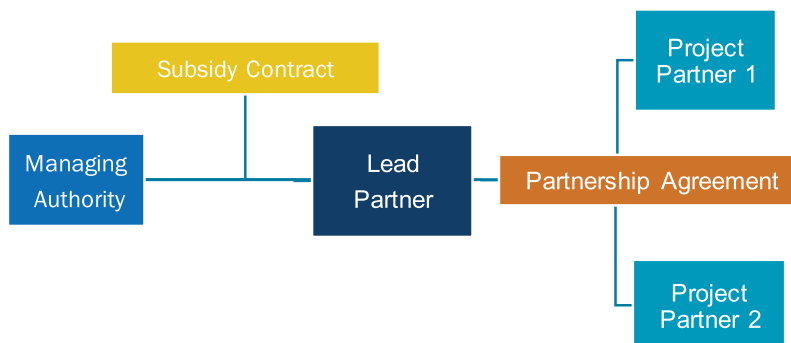 Subsidy Contract
Managing
Authority
Lead
Partner
Partnership Agreement
Project
Partner 1
Project
Partner 2